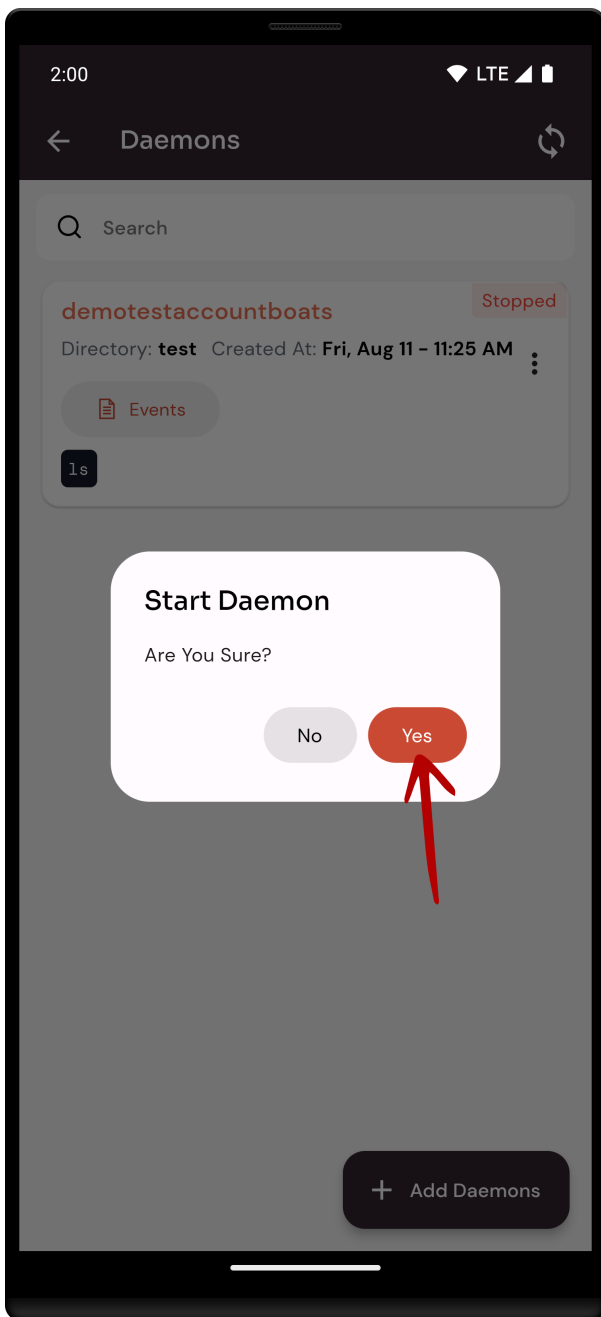 2:00 LTE
Daemons
Search
Stopped
demotestaccountboats
Directory: test Created At: Fri, Aug 11 - 11:25 AM
Events
ls
Start Daemon
Are You Sure?
No Yes
Add Daemons